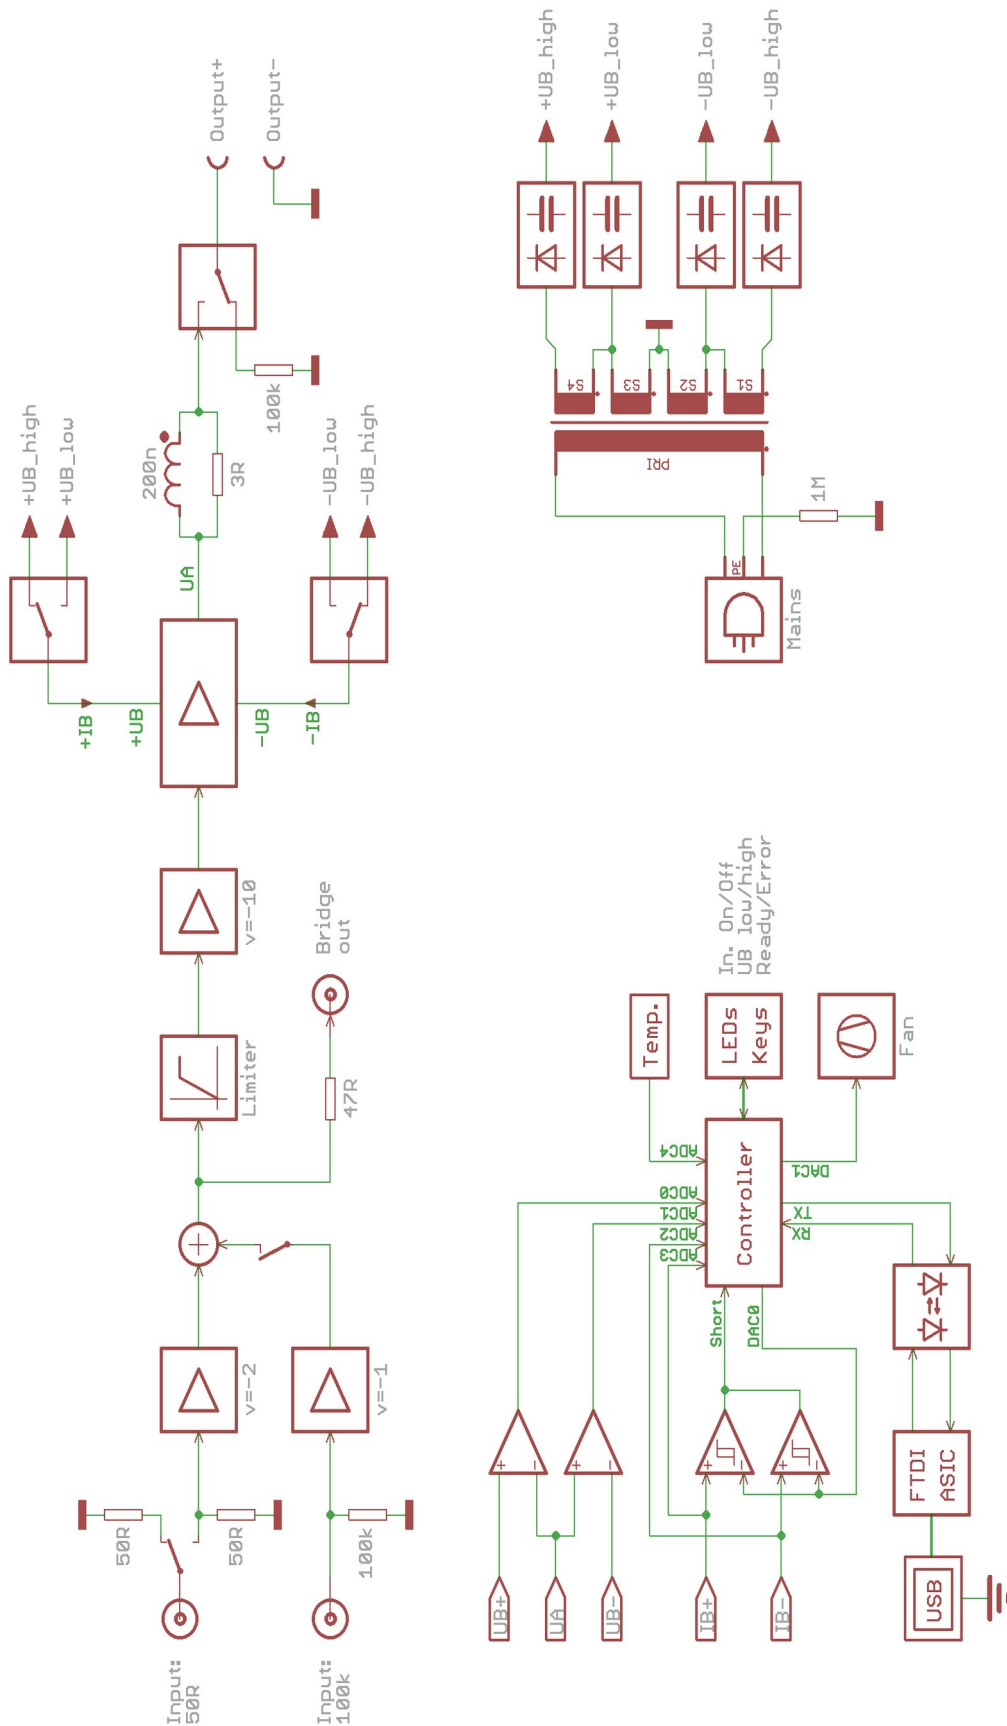 Input:
50R
50R
50R
v=-2
Input:
100k
100k
v=-1
Limiter
47R
Bridge
out
v=-10
+IB
+UB
-UB
-IB
+UB_high
+UB_low
-UB_low
-UB_high
UA
200n
3R
100k
Output+
Output-
UB+
UA
UB-
IB+
IB-
+
-
+
-
+
-
+
-
Short
DAC0
ADC3
ADC2
ADC1
ADC0
ADC4
Controller
RX
TX
DAC1
Temp.
LEDs
Keys
In. On/Off
UB low/high
Ready/Error
Fan
USB
FTDI
ASIC
Mains
PE
1M
PRI
S4
S3
S2
S1
+UB_high
+UB_low
-UB_low
-UB_high